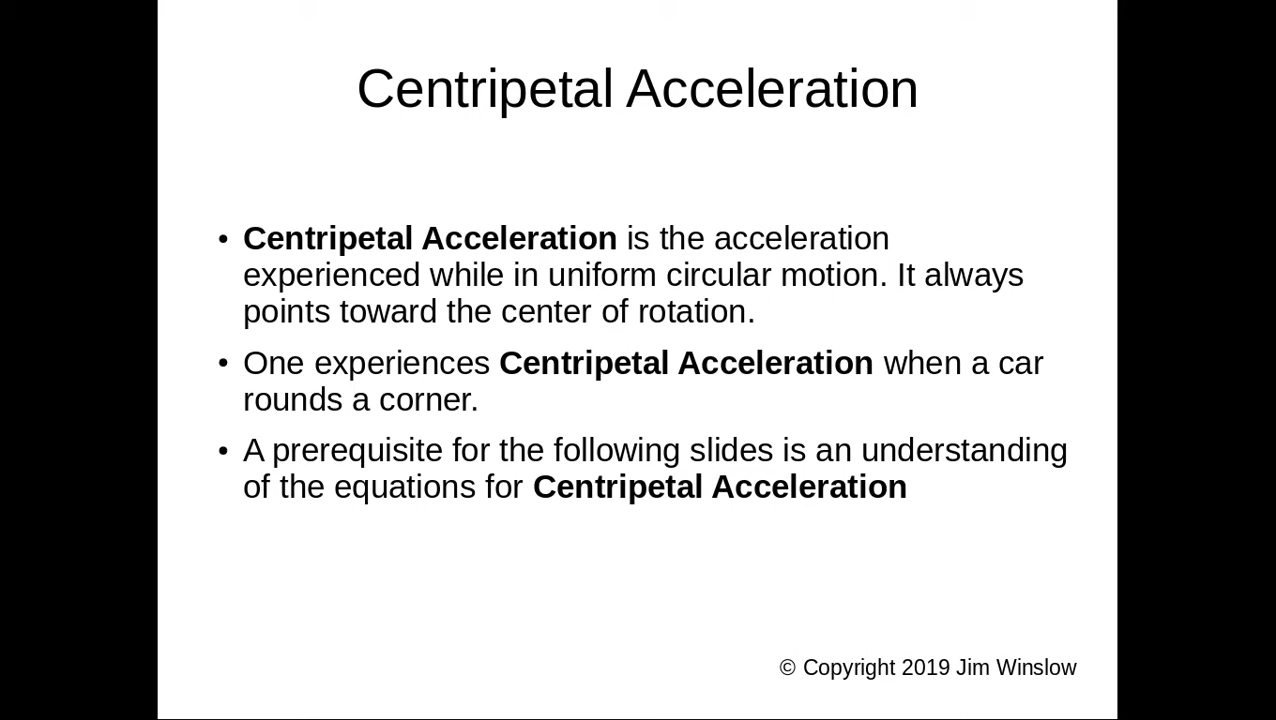 Centripetal Acceleration
• Centripetal Acceleration is the acceleration
experienced while in uniform circular motion. It always
points toward the center of rotation.
• One experiences Centripetal Acceleration when a car
rounds a corner.
• A prerequisite for the following slides is an understanding
of the equations for Centripetal Acceleration
© Copyright 2019 Jim Winslow